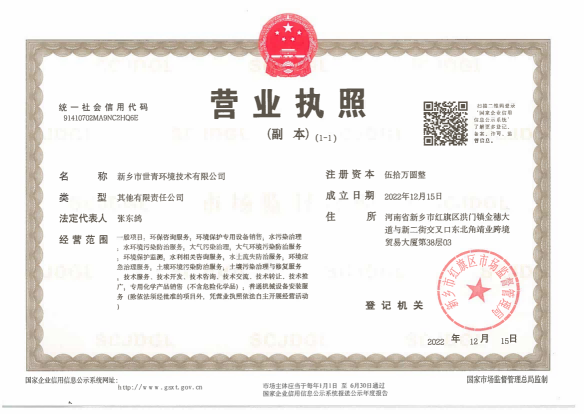 营业执照
(副 本) (1-1)
统一社会信用代码
91410702MA9NC2HQ6E
扫描二维码登录
"国家企业信用
信息公示系统"
了解更多登记、
备案、许可、监
管信息。
名 称 新乡市世青环境技术有限公司
类 型 其他有限责任公司
法定代表人 张东鸽
经营范围 一般项目:环保咨询服务,环境保护专用设备销售,水污染治理
,水环境污染防治服务,大气污染治理,大气环境污染防治服务
,环境保护监测,水利相关咨询服务,水土流失防治服务,环境应
急治理服务,土壤环境污染防治服务,土壤污染治理与修复服务
,技术服务、技术开发、技术咨询、技术交流、技术转让、技术推
广,专用化学产品销售(不含危险化学品),普通机械设备安装服
务(除依法须经批准的项目外,凭营业执照依法自主开展经营活动
)
注册资本 伍拾万圆整
成立日期 2022年12月15日
住 所 河南省新乡市红旗区洪门镇金穗大
道与新二街交叉口东北角靖业跨境
贸易大厦第38层03
登记机关
新乡市红旗区市场监督管理局
2022 年 12月 15日
国家企业信用信息公示系统网址:
http://www.gsxt.gov.cn
市场主体应当于每年1月1日 至 6月30日通过
国家企业信用信息公示系统报送公示年度报告
国家市场监督管理总局监制